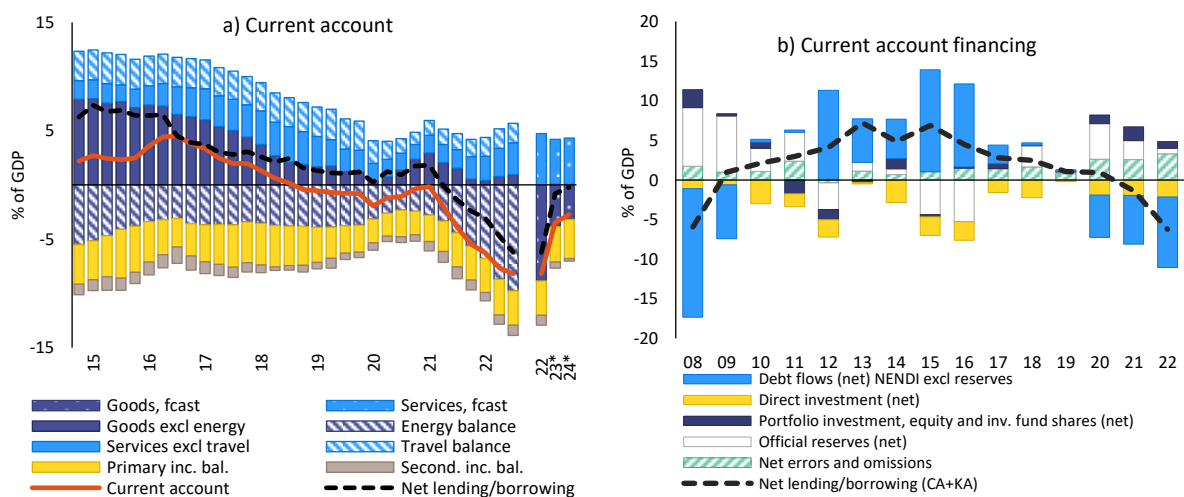 a) Current account
% of GDP
15
5
-5
-15
15
16
17
18
19
20
21
22
22
23*
24*
Goods, fcast
Services, fcast
Goods excl energy
Energy balance
Services excl travel
Travel balance
Primary inc. bal.
Second. inc. bal.
Current account
Net lending/borrowing
b) Current account financing
% of GDP
20
15
10
5
0
-5
-10
-15
-20
08 09 10 11 12 13 14 15 16 17 18 19 20 21 22
Debt flows (net) NENDI excl reserves
Direct investment (net)
Portfolio investment, equity and inv. fund shares (net)
Official reserves (net)
Net errors and omissions
Net lending/borrowing (CA+KA)